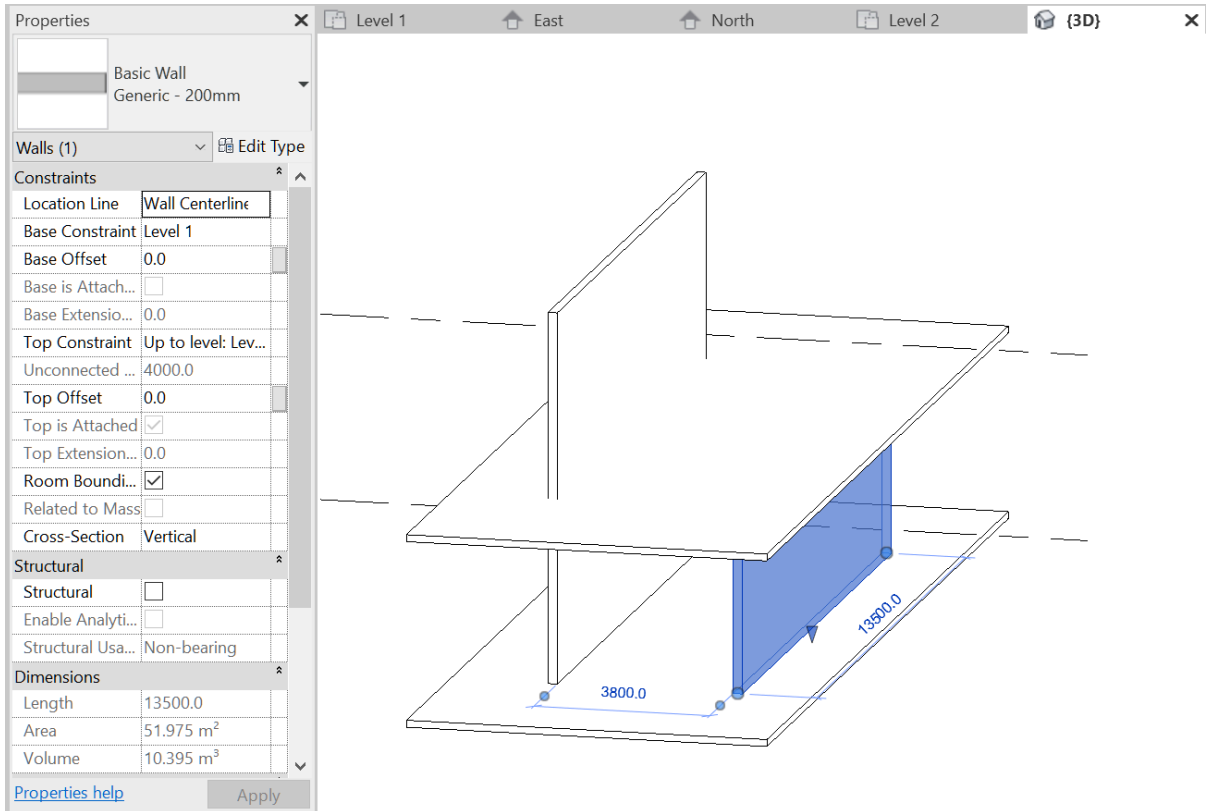 Properties
Level 1
East
North
Level 2
{3D}
Basic Wall
Generic - 200mm
Walls (1)
Edit Type
Constraints
Location Line Wall Centerline
Base Constraint Level 1
Base Offset 0.0
Base is Attach...
Base Extensio... 0.0
Top Constraint Up to level: Lev...
Unconnected ... 4000.0
Top Offset 0.0
Top is Attached
Top Extension... 0.0
Room Boundi...
Related to Mass
Cross-Section Vertical
Structural
Structural
Enable Analyti...
Structural Usa... Non-bearing
Dimensions
Length 13500.0
Area 51.975 m²
Volume 10.395 m³
Properties help
Apply
13500.0
3800.0